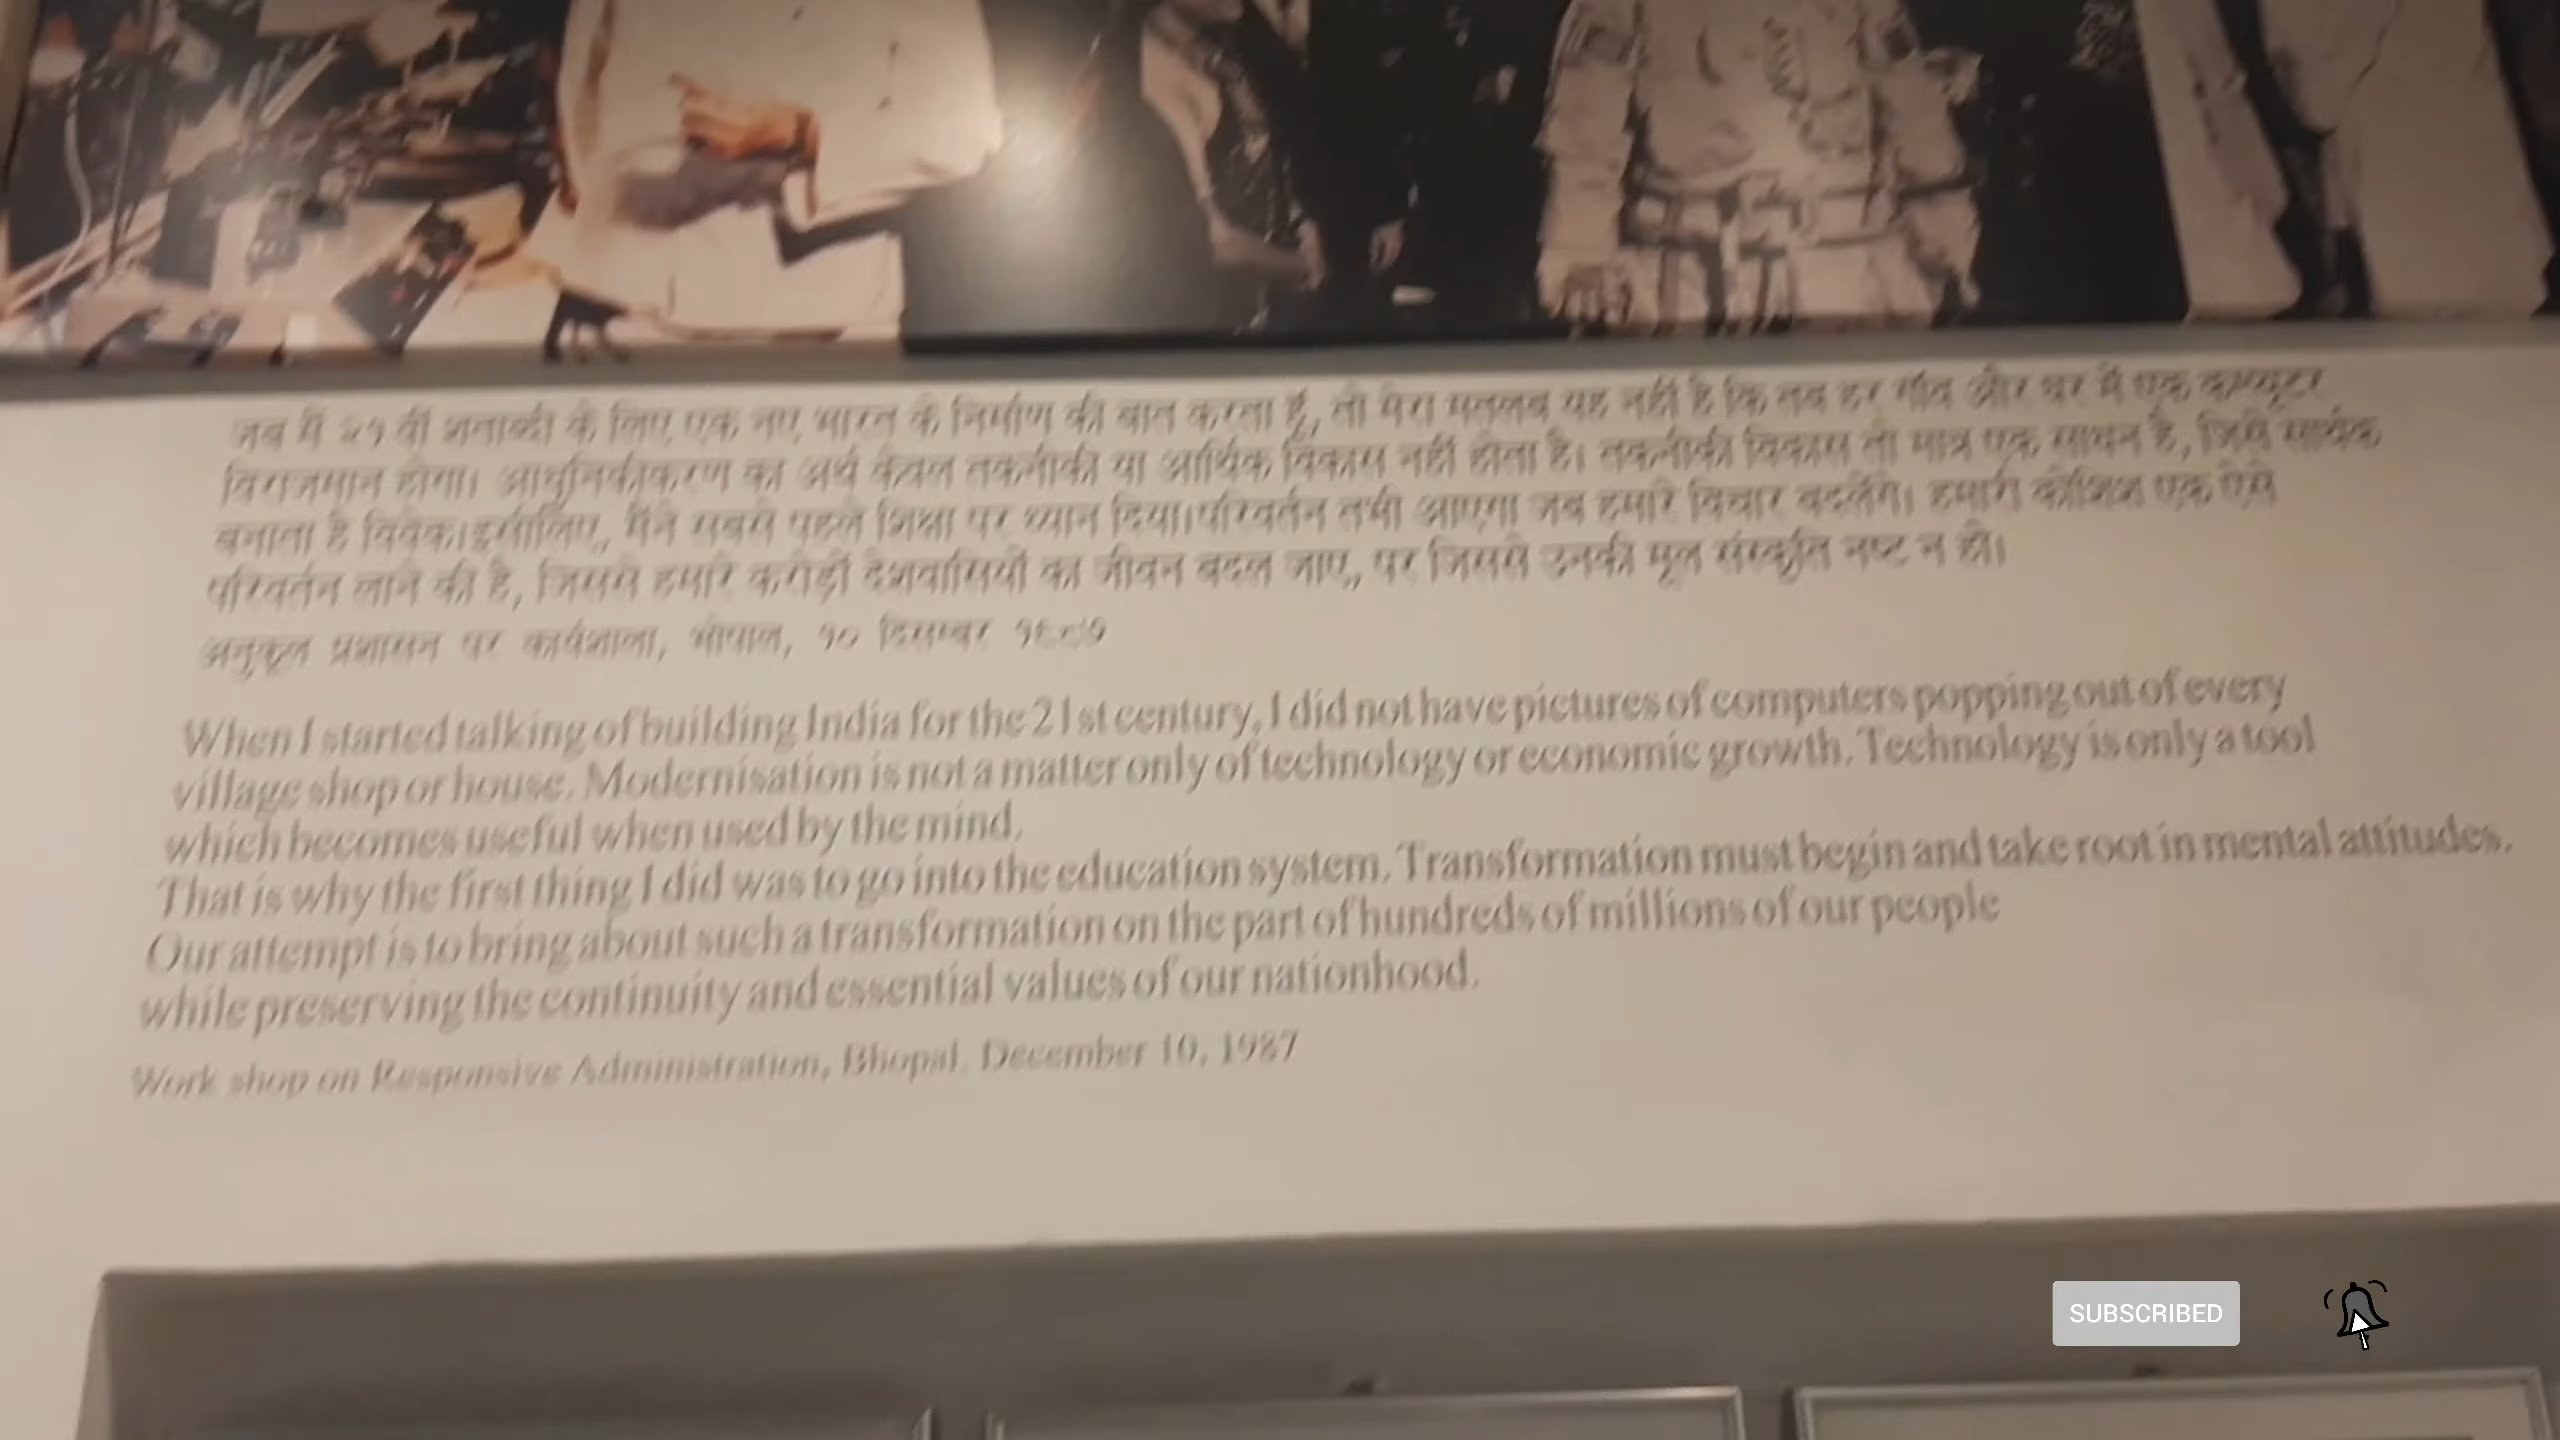 जब मैं २१ वीं शताब्दी के लिए एक नए भारत के निर्माण की बात करता हूँ, तो मेरा मतलब यह नहीं है कि तब हर गाँव और घर में एक कम्प्यूटर
विराजमान होगा। आधुनिकीकरण का अर्थ केवल तकनीकी या आर्थिक विकास नहीं होता है। तकनीकी विकास तो मात्र एक साधन है, जिसे सार्थक
बनाता है विवेक।इसीलिए, मैंने सबसे पहले शिक्षा पर ध्यान दिया।परिवर्तन तभी आएगा जब हमारे विचार बदलेंगे। हमारी कोशिश एक ऐसे
परिवर्तन लाने की है, जिससे हमारे करोड़ों देशवासियों का जीवन बदल जाए, पर जिससे उनकी मूल संस्कृति नष्ट न हो।
अनुकूल प्रशासन पर कार्यशाला, भोपाल, १० दिसम्बर १९८७
When I started talking of building India for the 21st century, I did not have pictures of computers popping out of every
village shop or house. Modernisation is not a matter only of technology or economic growth. Technology is only a tool
which becomes useful when used by the mind.
That is why the first thing I did was to go into the education system. Transformation must begin and take root in mental attitudes.
Our attempt is to bring about such a transformation on the part of hundreds of millions of our people
while preserving the continuity and essential values of our nationhood.
Work shop on Responsive Administration, Bhopal, December 10, 1987
SUBSCRIBED